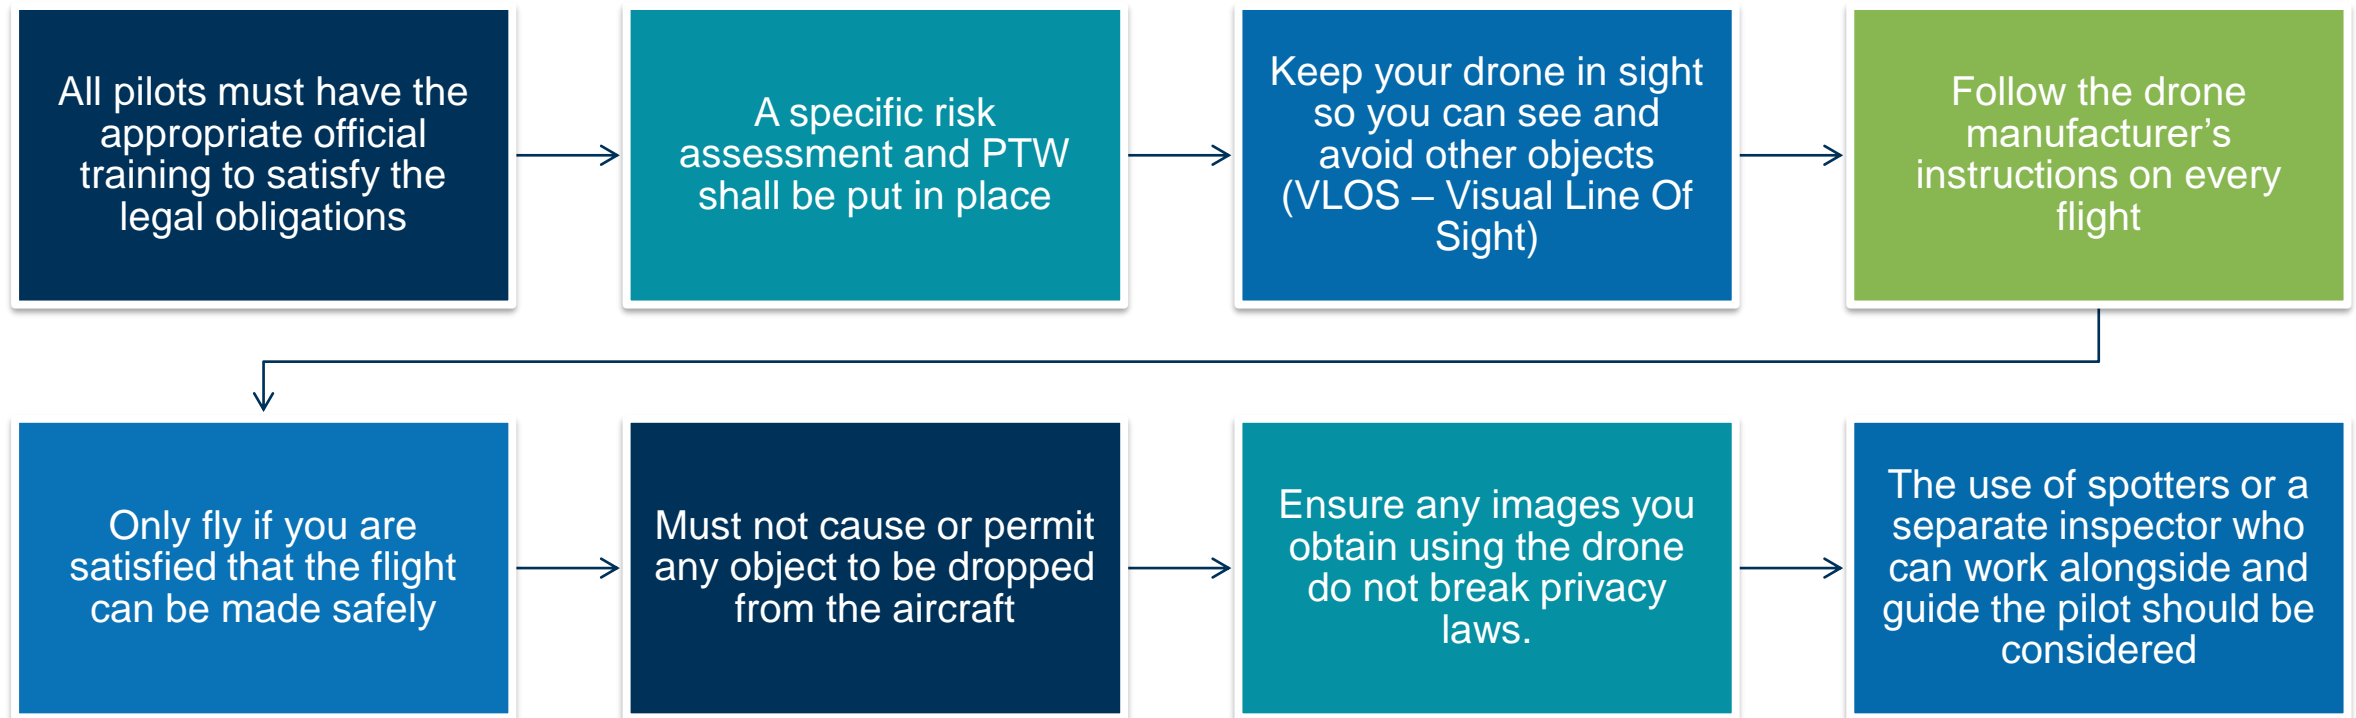 All pilots must have the
appropriate official
training to satisfy the
legal obligations
A specific risk
assessment and PTW
shall be put in place
Keep your drone in sight
so you can see and
avoid other objects
(VLOS – Visual Line Of
Sight)
Follow the drone
manufacturer’s
instructions on every
flight
Only fly if you are
satisfied that the flight
can be made safely
Must not cause or permit
any object to be dropped
from the aircraft
Ensure any images you
obtain using the drone
do not break privacy
laws.
The use of spotters or a
separate inspector who
can work alongside and
guide the pilot should be
considered